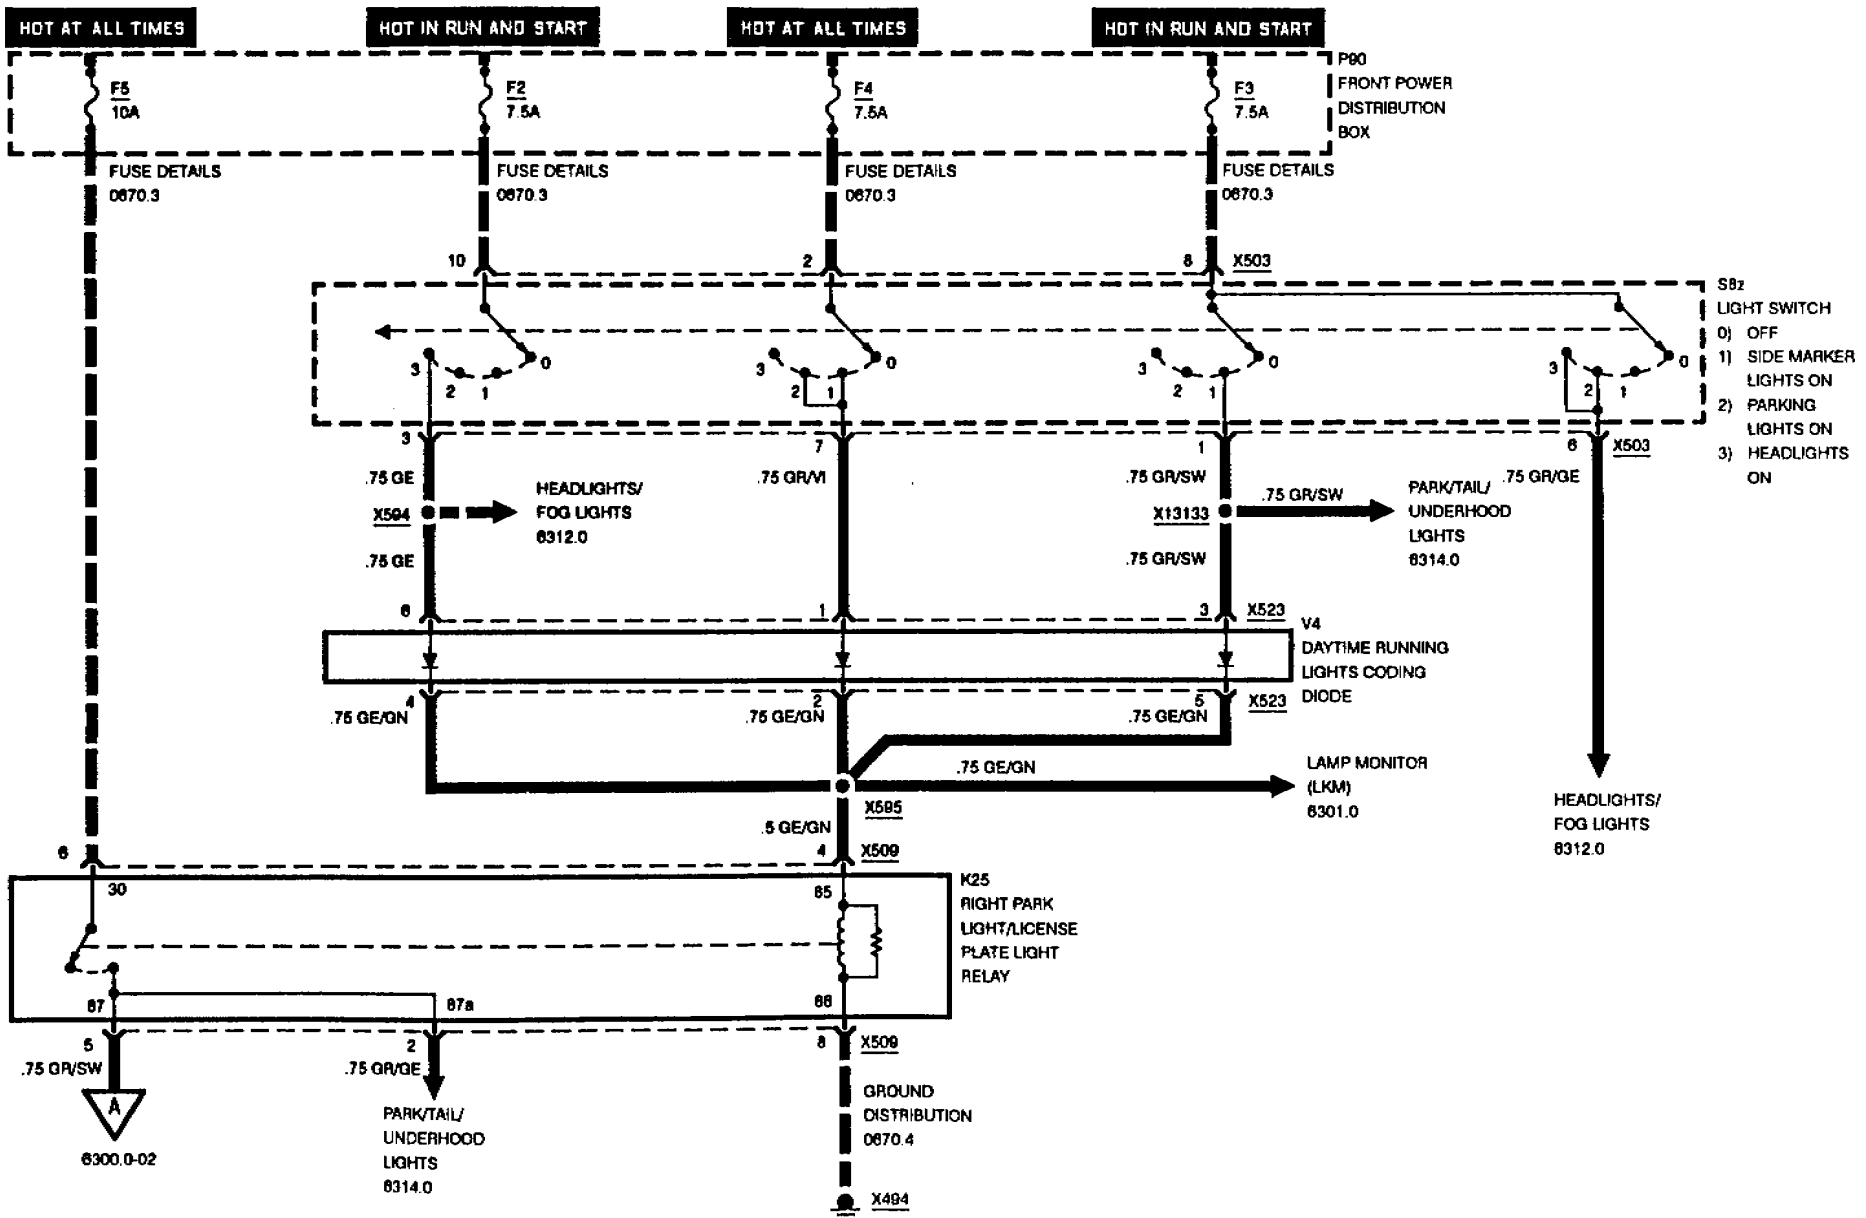 HOT AT ALL TIMES
HOT IN RUN AND START
HOT AT ALL TIMES
HOT IN RUN AND START
F5
10A
F2
7.5A
F4
7.5A
F3
7.5A
P90
FRONT POWER
DISTRIBUTION
BOX
FUSE DETAILS
0670.3
FUSE DETAILS
0670.3
FUSE DETAILS
0670.3
FUSE DETAILS
0670.3
10
2
8
X503
S8z
LIGHT SWITCH
0) OFF
1) SIDE MARKER
LIGHTS ON
2) PARKING
LIGHTS ON
3) HEADLIGHTS
ON
3
2
1
0
3
2
1
0
3
2
1
0
3
2
1
0
3
7
1
6
X503
.75 GE
.75 GR/VI
.75 GR/SW
.75 GR/GE
X594
HEADLIGHTS/
FOG LIGHTS
6312.0
X13133
.75 GR/SW
PARK/TAIL/
UNDERHOOD
LIGHTS
6314.0
.75 GE
.75 GR/SW
6
1
3
X523
V4
DAYTIME RUNNING
LIGHTS CODING
DIODE
4
2
5
X523
.75 GE/GN
.75 GE/GN
.75 GE/GN
.75 GE/GN
LAMP MONITOR
(LKM)
6301.0
X595
HEADLIGHTS/
FOG LIGHTS
6312.0
.5 GE/GN
6
4
X509
30
85
K25
RIGHT PARK
LIGHT/LICENSE
PLATE LIGHT
RELAY
87
87a
86
5
2
8
X509
.75 GR/SW
.75 GR/GE
A
6300.0-02
PARK/TAIL/
UNDERHOOD
LIGHTS
6314.0
GROUND
DISTRIBUTION
0670.4
X494